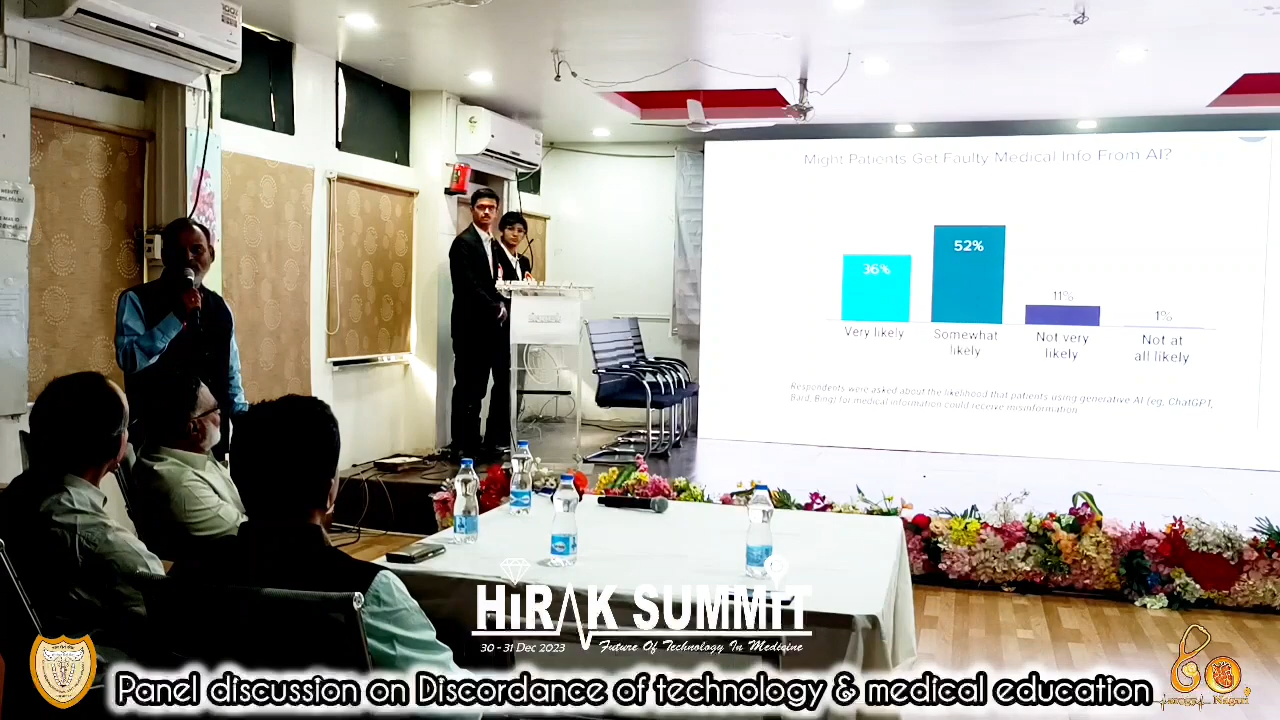 Might Patients Get Faulty Medical Info From AI?
36%
52%
11%
1%
Very likely
Somewhat
likely
Not very
likely
Not at
all likely
Respondents were asked about the likelihood that patients using generative AI (eg, ChatGPT,
Bard, Bing) for medical information could receive misinformation
HiRAK SUMMIT
30 - 31 Dec 2023
Future Of Technology In Medicine
Panel discussion on Discordance of technology & medical education